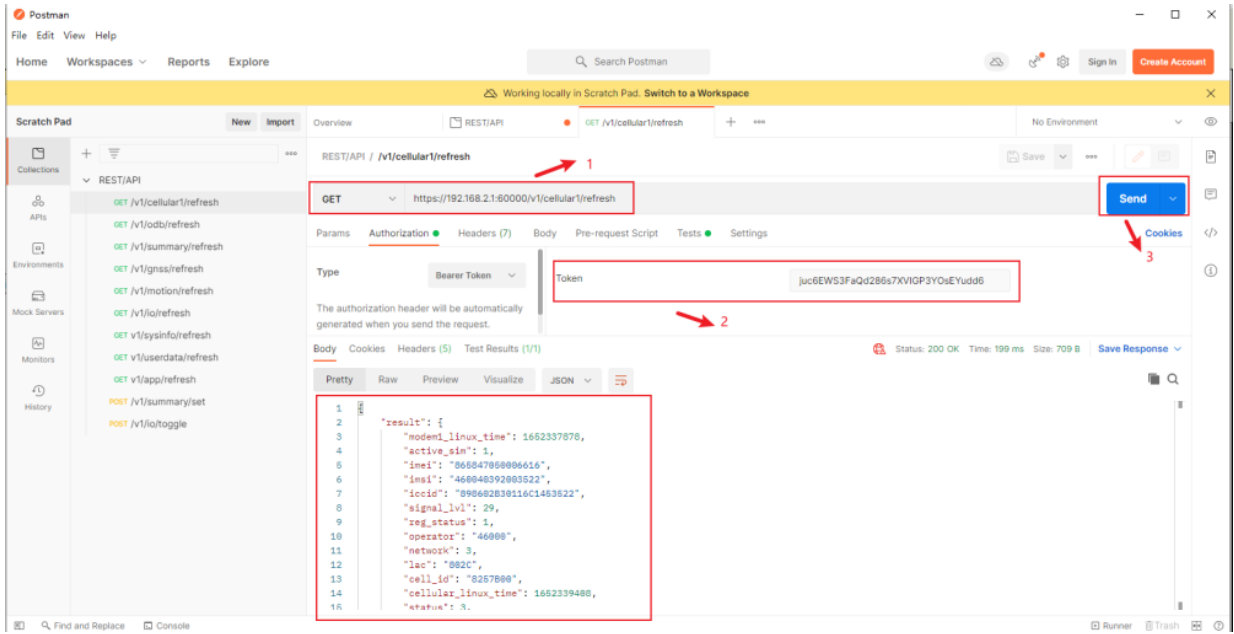 Postman
File Edit View Help
Home Workspaces Reports Explore
Search Postman
Sign In
Create Account
Working locally in Scratch Pad. Switch to a Workspace
Scratch Pad
New Import
Overview
REST/API
GET /v1/cellular1/refresh
No Environment
Collections
APIs
Environments
Mock Servers
Monitors
History
REST/API
GET /v1/cellular1/refresh
GET /v1/odb/refresh
GET /v1/summary/refresh
GET /v1/gnss/refresh
GET /v1/motion/refresh
GET /v1/io/refresh
GET v1/sysinfo/refresh
GET v1/userdata/refresh
GET v1/app/refresh
POST /v1/summary/set
POST /v1/io/toggle
REST/API / /v1/cellular1/refresh
1
Save
GET
https://192.168.2.1:60000/v1/cellular1/refresh
Send
3
Params Authorization Headers (7) Body Pre-request Script Tests Settings
Cookies
Type
Bearer Token
The authorization header will be automatically
generated when you send the request.
Token
juc6EWS3FaQd286s7XVIGP3YOsEYudd6
2
Body Cookies Headers (5) Test Results (1/1)
Status: 200 OK Time: 199 ms Size: 709 B Save Response
Pretty Raw Preview Visualize JSON
1 {
2 "result": {
3 "modem1_linux_time": 1652337878,
4 "active_sim": 1,
5 "imei": "865847050006616",
6 "imsi": "460040392003522",
7 "iccid": "898602B30116C1453522",
8 "signal_lvl": 29,
9 "reg_status": 1,
10 "operator": "46000",
11 "network": 3,
12 "lac": "802C",
13 "cell_id": "8257B00",
14 "cellular_linux_time": 1652339408,
15 "status": 3,
Find and Replace Console
Runner Trash